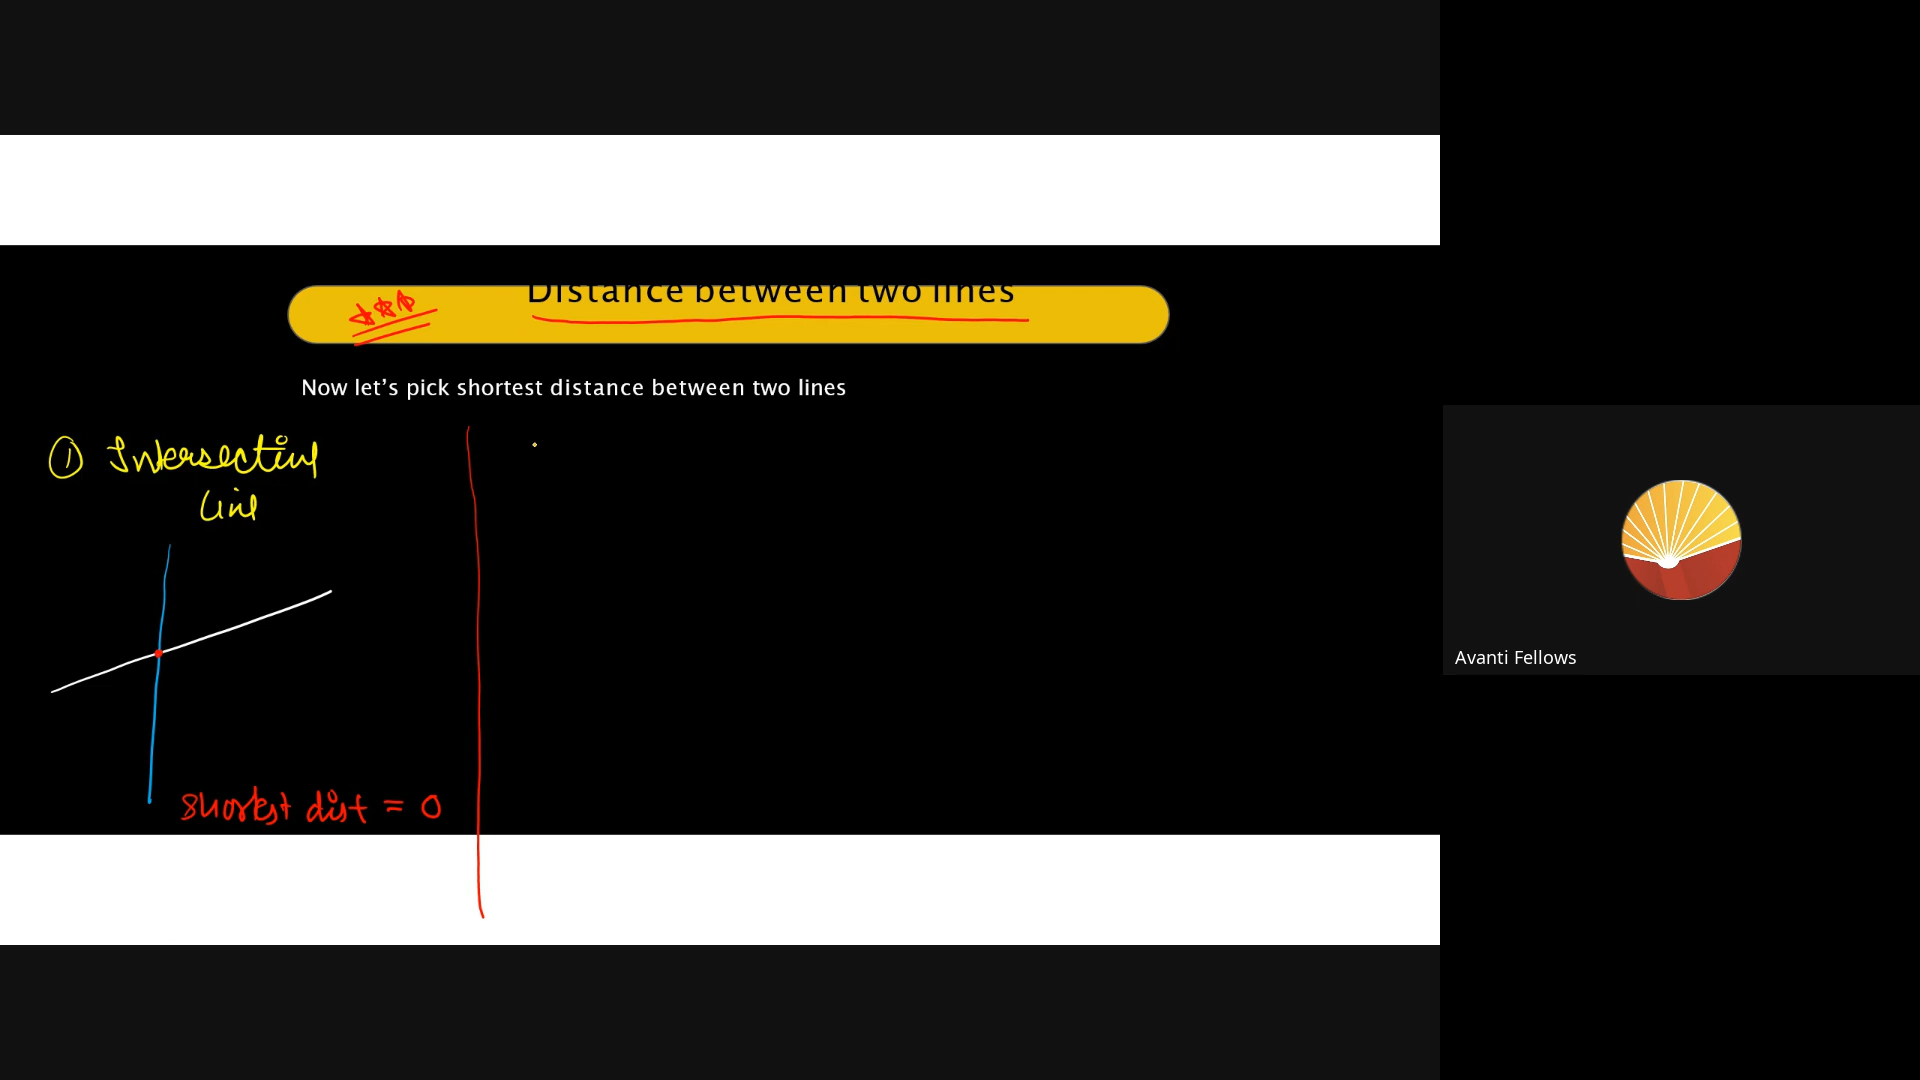 Distance between two lines
Now let’s pick shortest distance between two lines
① Intersecting
line
Shortest dist = 0
Avanti Fellows